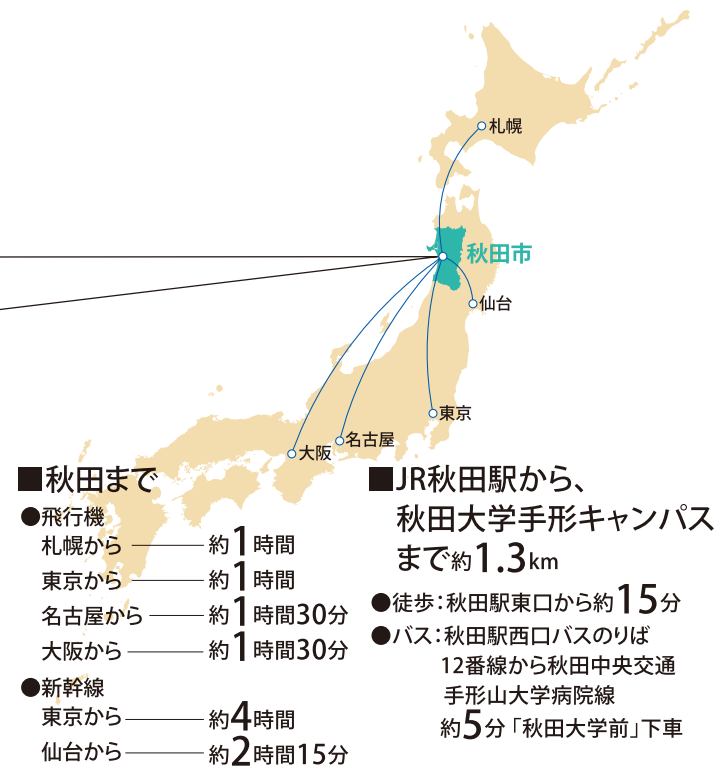 札幌
秋田市
仙台
東京
名古屋
大阪
■秋田まで
●飛行機
札幌から 約1時間
東京から 約1時間
名古屋から 約1時間30分
大阪から 約1時間30分
●新幹線
東京から 約4時間
仙台から 約2時間15分
■JR秋田駅から、
秋田大学手形キャンパス
まで約1.3km
●徒歩：秋田駅東口から約15分
●バス：秋田駅西口バスのりば
12番線から秋田中央交通
手形山大学病院線
約5分「秋田大学前」下車